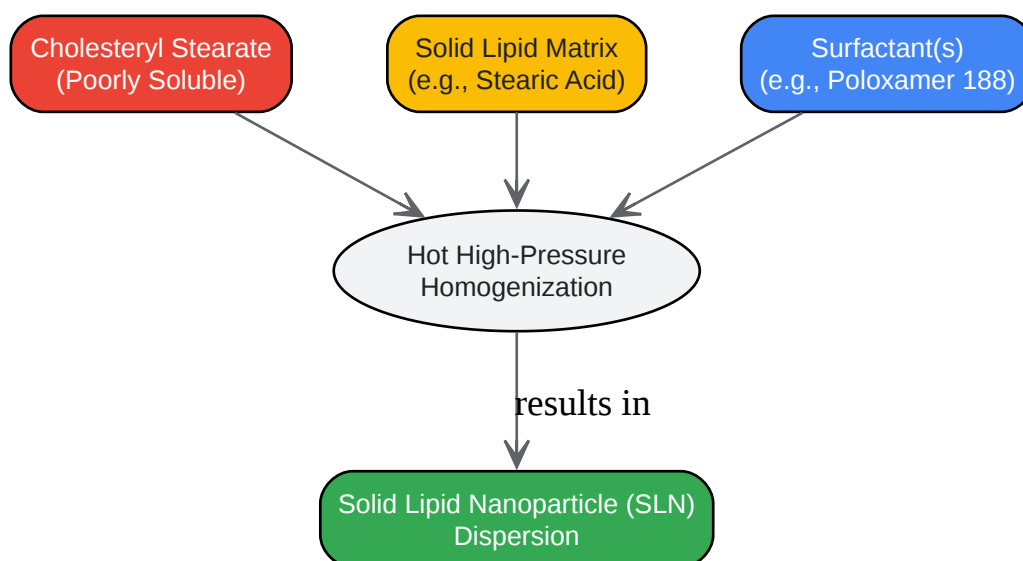 Cholesteryl Stearate
(Poorly Soluble)
Solid Lipid Matrix
(e.g., Stearic Acid)
Surfactant(s)
(e.g., Poloxamer 188)
Hot High-Pressure
Homogenization
results in
Solid Lipid Nanoparticle (SLN)
Dispersion